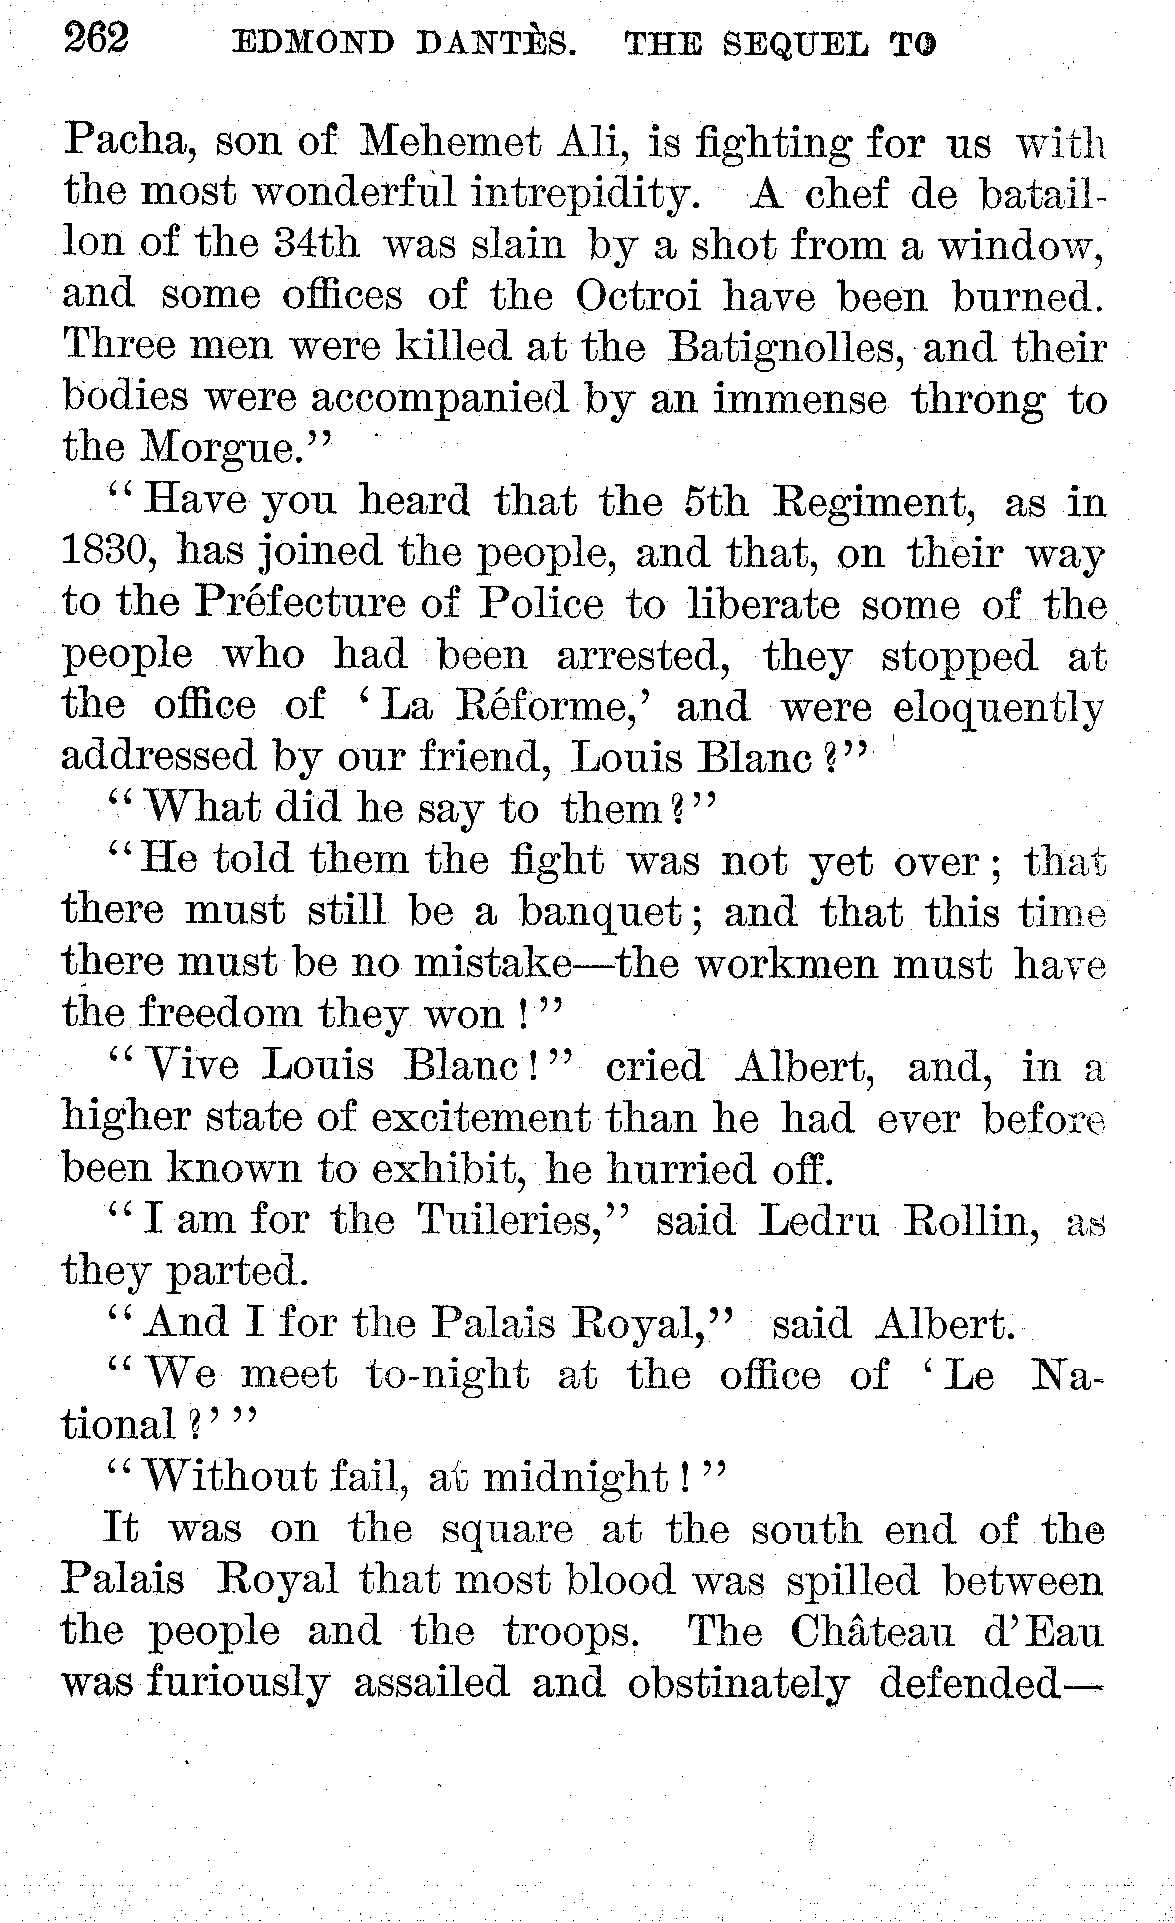 262 EDMOND DANTÈS. THE SEQUEL TO
Pacha, son of Mehemet Ali, is fighting for us with
the most wonderful intrepidity. A chef de batail-
lon of the 34th was slain by a shot from a window,
and some offices of the Octroi have been burned.
Three men were killed at the Batignolles, and their
bodies were accompanied by an immense throng to
the Morgue."
"Have you heard that the 5th Regiment, as in
1830, has joined the people, and that, on their way
to the Préfecture of Police to liberate some of the
people who had been arrested, they stopped at
the office of 'La Réforme,' and were eloquently
addressed by our friend, Louis Blanc?"
"What did he say to them?"
"He told them the fight was not yet over; that
there must still be a banquet; and that this time
there must be no mistake—the workmen must have
the freedom they won!"
"Vive Louis Blanc!" cried Albert, and, in a
higher state of excitement than he had ever before
been known to exhibit, he hurried off.
"I am for the Tuileries," said Ledru Rollin, as
they parted.
"And I for the Palais Royal," said Albert.
"We meet to-night at the office of 'Le Na-
tional?'"
"Without fail, at midnight!"
It was on the square at the south end of the
Palais Royal that most blood was spilled between
the people and the troops. The Château d'Eau
was furiously assailed and obstinately defended—